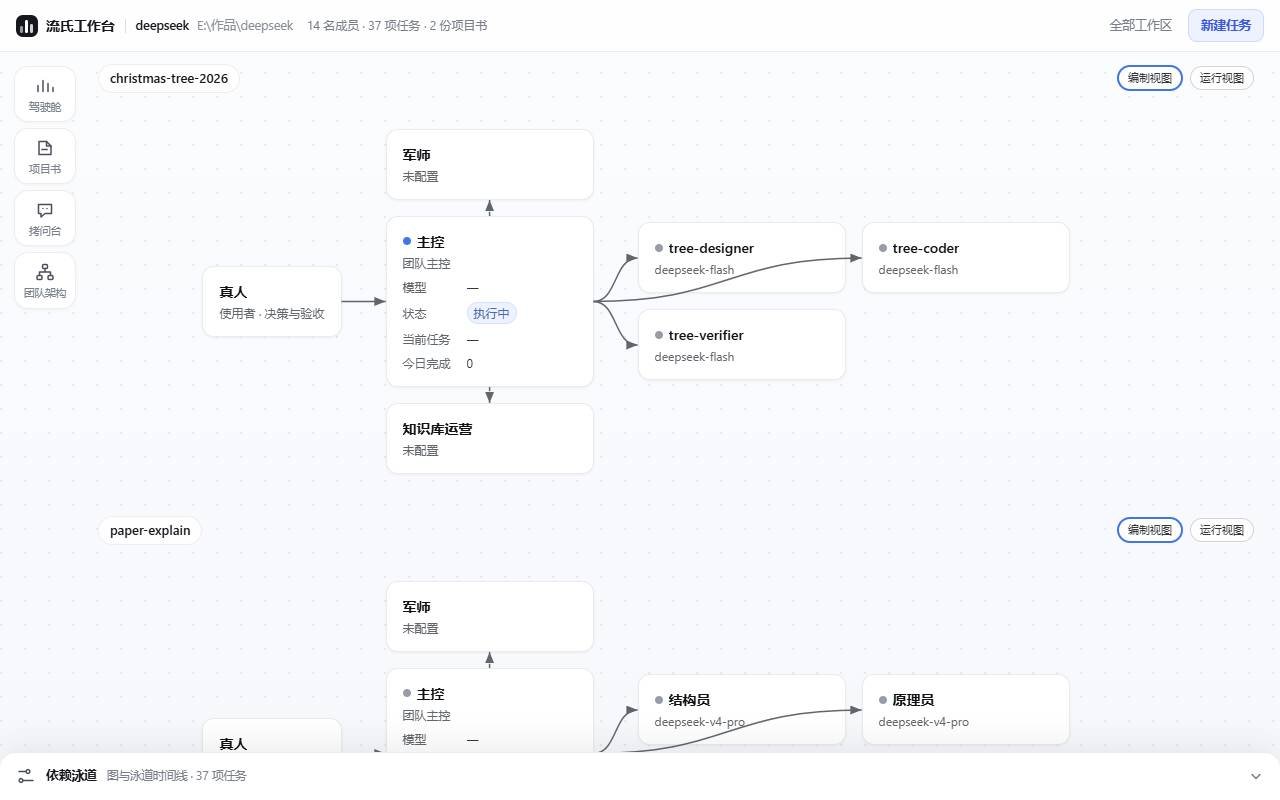 流氏工作台 deepseek E:\作品\deepseek 14 名成员 · 37 项任务 · 2 份项目书 全部工作区 新建任务
驾驶舱
项目书
拷问台
团队架构
christmas-tree-2026 编制视图 运行视图
军师
未配置
真人
使用者 · 决策与验收
主控
团队主控
模型 —
状态 执行中
当前任务 —
今日完成 0
tree-designer
deepseek-flash
tree-coder
deepseek-flash
tree-verifier
deepseek-flash
知识库运营
未配置
paper-explain 编制视图 运行视图
军师
未配置
真人
主控
团队主控
模型 —
结构员
deepseek-v4-pro
原理员
deepseek-v4-pro
依赖泳道 图与泳道时间线 · 37 项任务